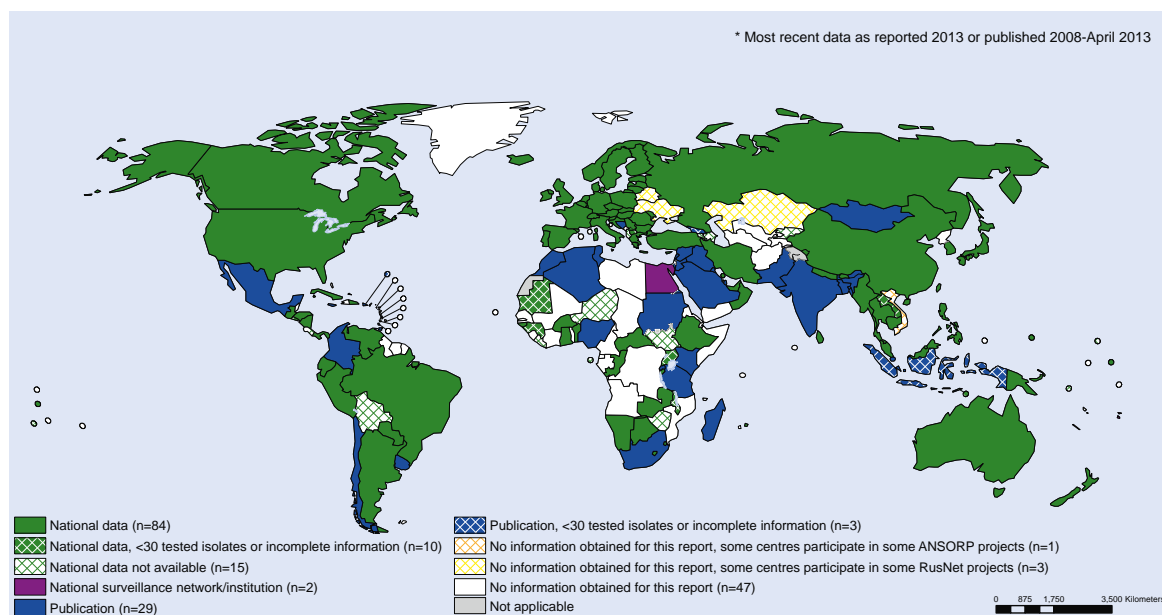 * Most recent data as reported 2013 or published 2008-April 2013
National data (n=84)
National data, <30 tested isolates or incomplete information (n=10)
National data not available (n=15)
National surveillance network/institution (n=2)
Publication (n=29)
Publication, <30 tested isolates or incomplete information (n=3)
No information obtained for this report, some centres participate in some ANSORP projects (n=1)
No information obtained for this report, some centres participate in some RusNet projects (n=3)
No information obtained for this report (n=47)
Not applicable
0 875 1,750 3,500 Kilometers